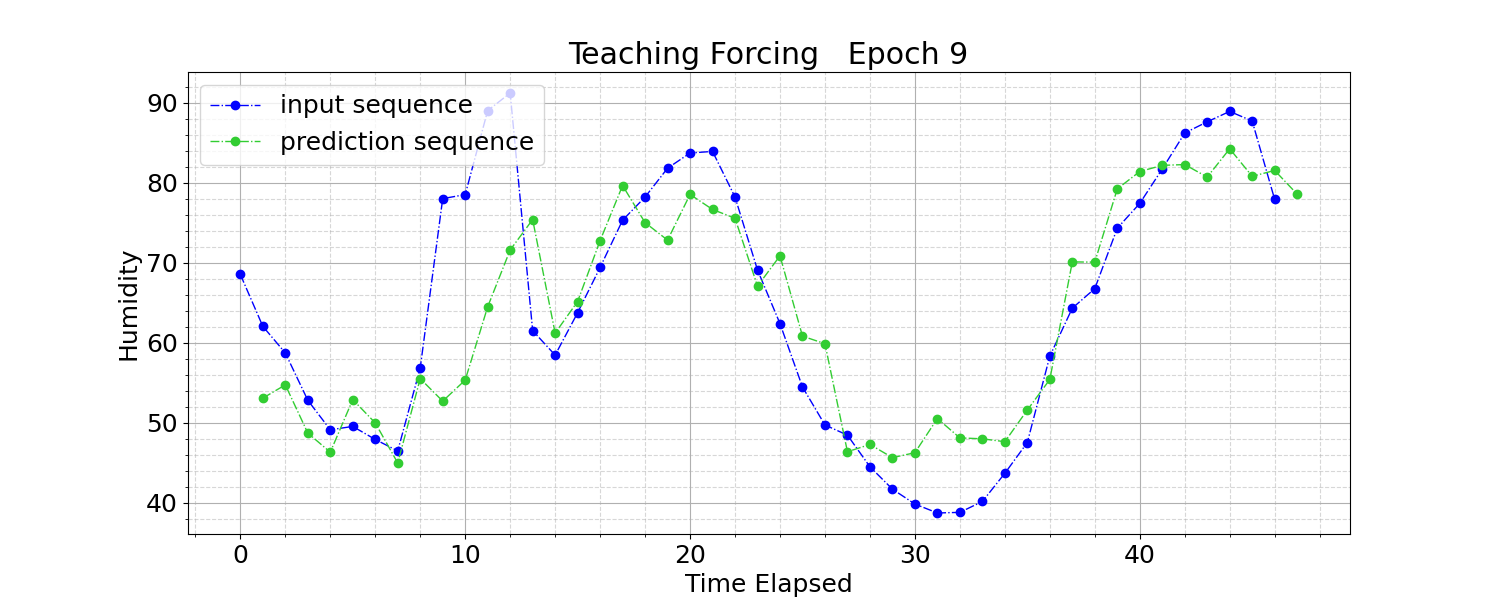 Teaching Forcing   Epoch 9
input sequence
prediction sequence
Humidity
90
80
70
60
50
40
0 10 20 30 40
Time Elapsed